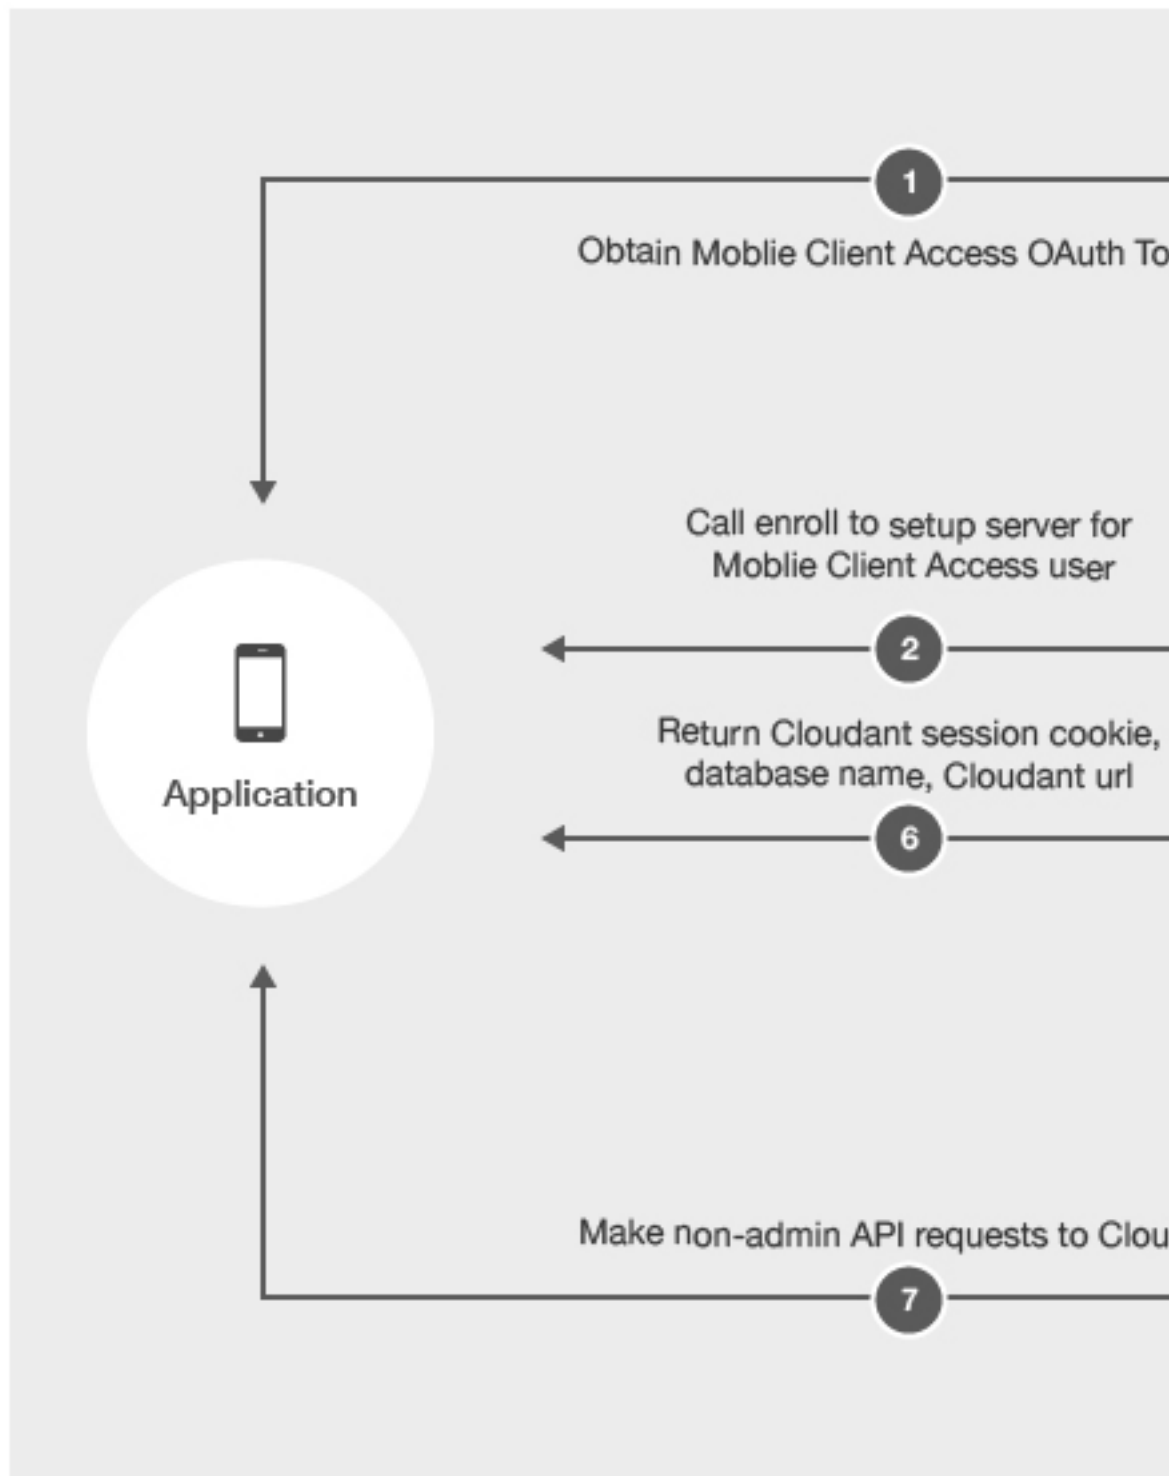 1
Obtain Moblie Client Access OAuth To
Call enroll to setup server for
Moblie Client Access user
2
Return Cloudant session cookie,
database name, Cloudant url
Application
6
Make non-admin API requests to Clou
7